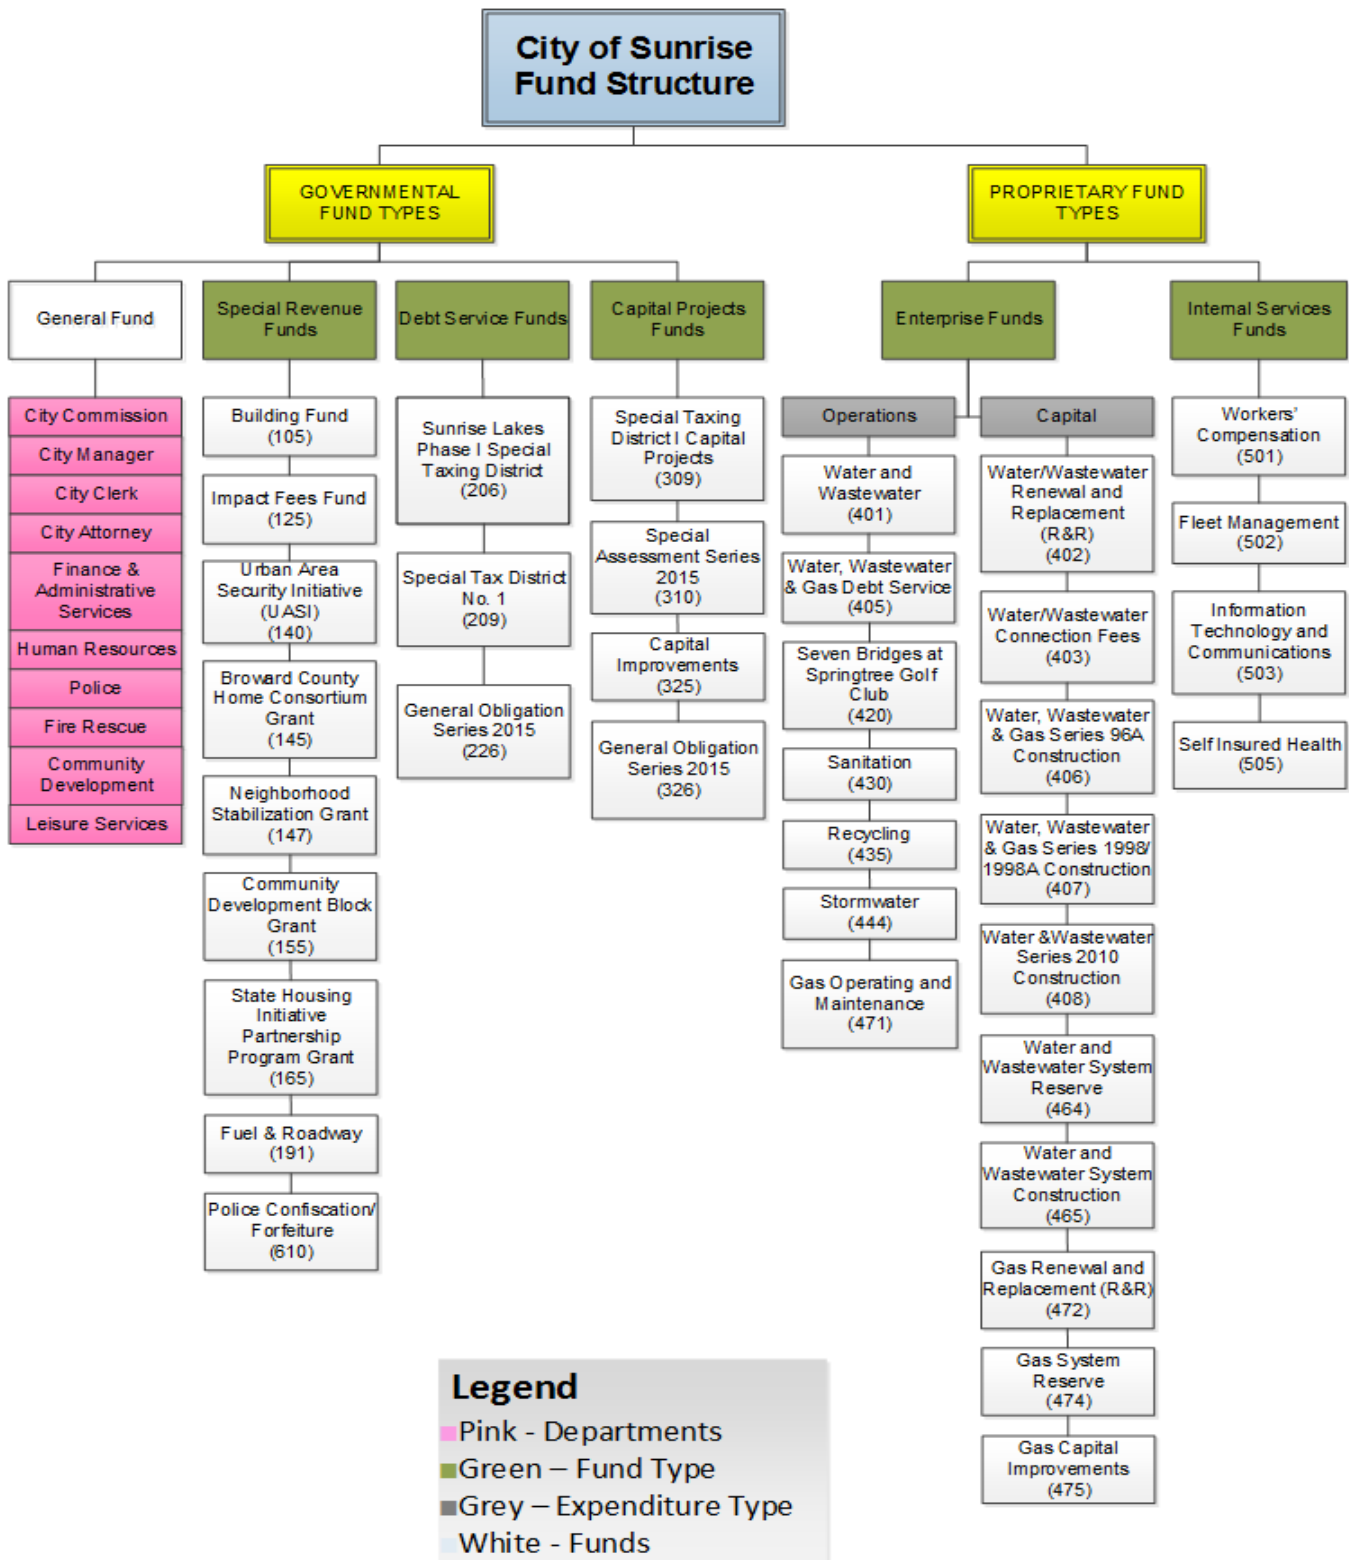 City of Sunrise
Fund Structure
GOVERNMENTAL
FUND TYPES
PROPRIETARY FUND
TYPES
General Fund
Special Revenue
Funds
Debt Service Funds
Capital Projects
Funds
Enterprise Funds
Internal Services
Funds
City Commission
City Manager
City Clerk
City Attorney
Finance &
Administrative
Services
Human Resources
Police
Fire Rescue
Community
Development
Leisure Services
Building Fund
(105)
Impact Fees Fund
(125)
Urban Area
Security Initiative
(UASI)
(140)
Broward County
Home Consortium
Grant
(145)
Neighborhood
Stabilization Grant
(147)
Community
Development Block
Grant
(155)
State Housing
Initiative
Partnership
Program Grant
(165)
Fuel & Roadway
(191)
Police Confiscation/
Forfeiture
(610)
Sunrise Lakes
Phase I Special
Taxing District
(206)
Special Tax District
No. 1
(209)
General Obligation
Series 2015
(226)
Special Taxing
District I Capital
Projects
(309)
Special
Assessment Series
2015
(310)
Capital
Improvements
(325)
General Obligation
Series 2015
(326)
Operations
Water and
Wastewater
(401)
Water, Wastewater
& Gas Debt Service
(405)
Seven Bridges at
Springtree Golf
Club
(420)
Sanitation
(430)
Recycling
(435)
Stormwater
(444)
Gas Operating and
Maintenance
(471)
Capital
Water/Wastewater
Renewal and
Replacement
(R&R)
(402)
Water/Wastewater
Connection Fees
(403)
Water, Wastewater
& Gas Series 96A
Construction
(406)
Water, Wastewater
& Gas Series 1998/
1998A Construction
(407)
Water &Wastewater
Series 2010
Construction
(408)
Water and
Wastewater System
Reserve
(464)
Water and
Wastewater System
Construction
(465)
Gas Renewal and
Replacement (R&R)
(472)
Gas System
Reserve
(474)
Gas Capital
Improvements
(475)
Workers'
Compensation
(501)
Fleet Management
(502)
Information
Technology and
Communications
(503)
Self Insured Health
(505)
Legend
Pink - Departments
Green – Fund Type
Grey – Expenditure Type
White - Funds